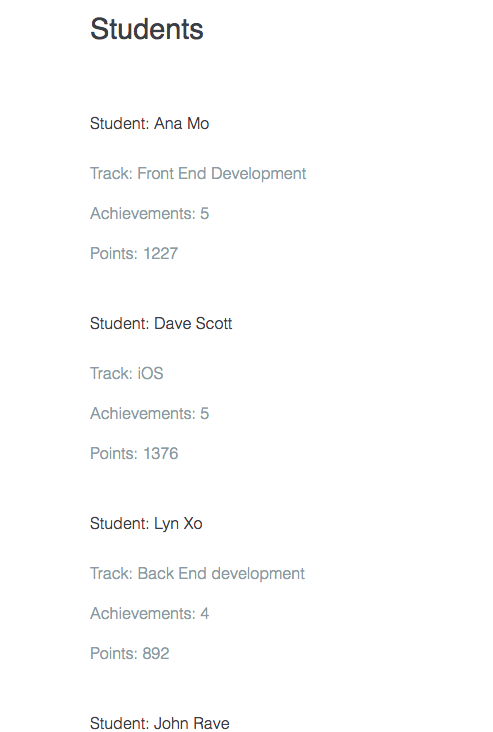 Students
Student: Ana Mo
Track: Front End Development
Achievements: 5
Points: 1227
Student: Dave Scott
Track: iOS
Achievements: 5
Points: 1376
Student: Lyn Xo
Track: Back End development
Achievements: 4
Points: 892
Student: John Rave